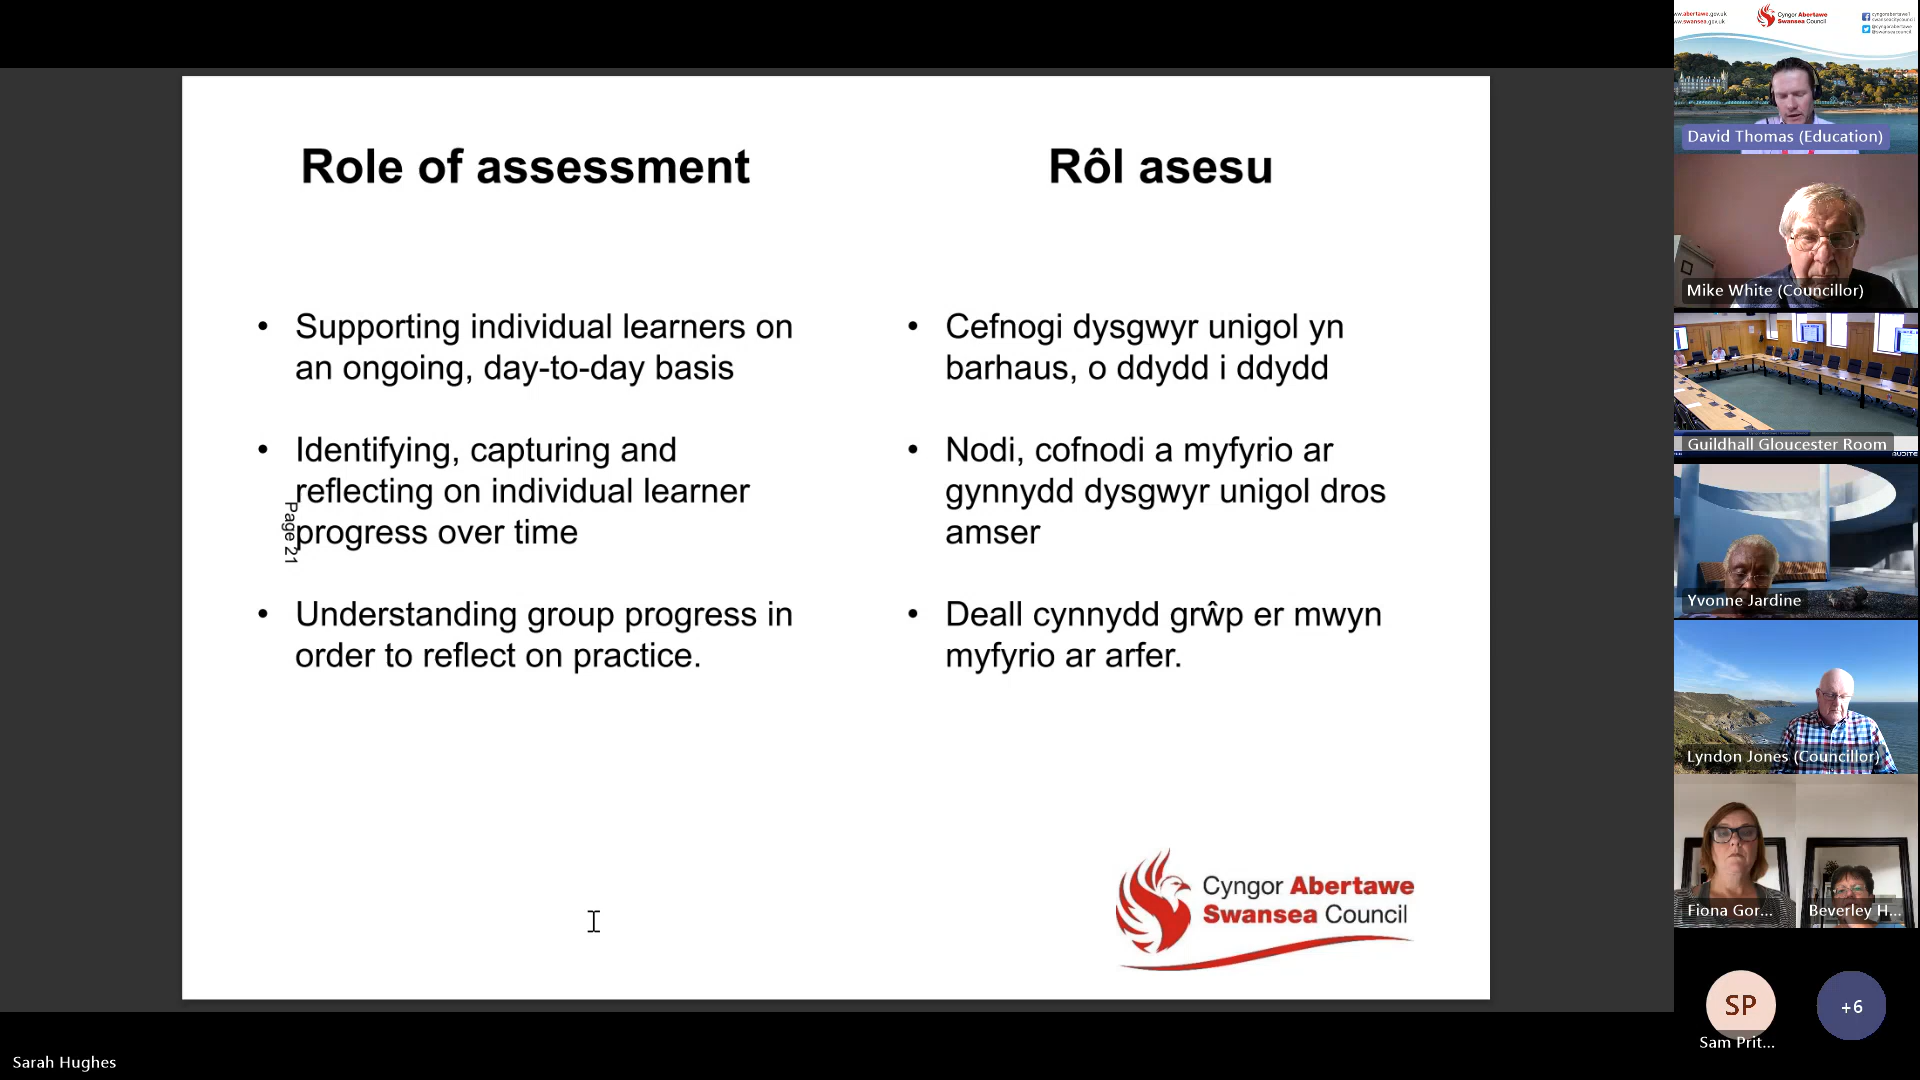 Role of assessment
Supporting individual learners on
an ongoing, day-to-day basis
Identifying, capturing and
reflecting on individual learner
progress over time
Understanding group progress in
order to reflect on practice.
Page 21
Rôl asesu
Cefnogi dysgwyr unigol yn
barhaus, o ddydd i ddydd
Nodi, cofnodi a myfyrio ar
gynnydd dysgwyr unigol dros
amser
Deall cynnydd grŵp er mwyn
myfyrio ar arfer.
Cyngor Abertawe
Swansea Council
Sarah Hughes
Cyngor Abertawe
Swansea Council
David Thomas (Education)
Mike White (Councillor)
Guildhall Gloucester Room
Yvonne Jardine
Lyndon Jones (Councillor)
Fiona Gor...
Beverley H...
SP
+6
Sam Prit...